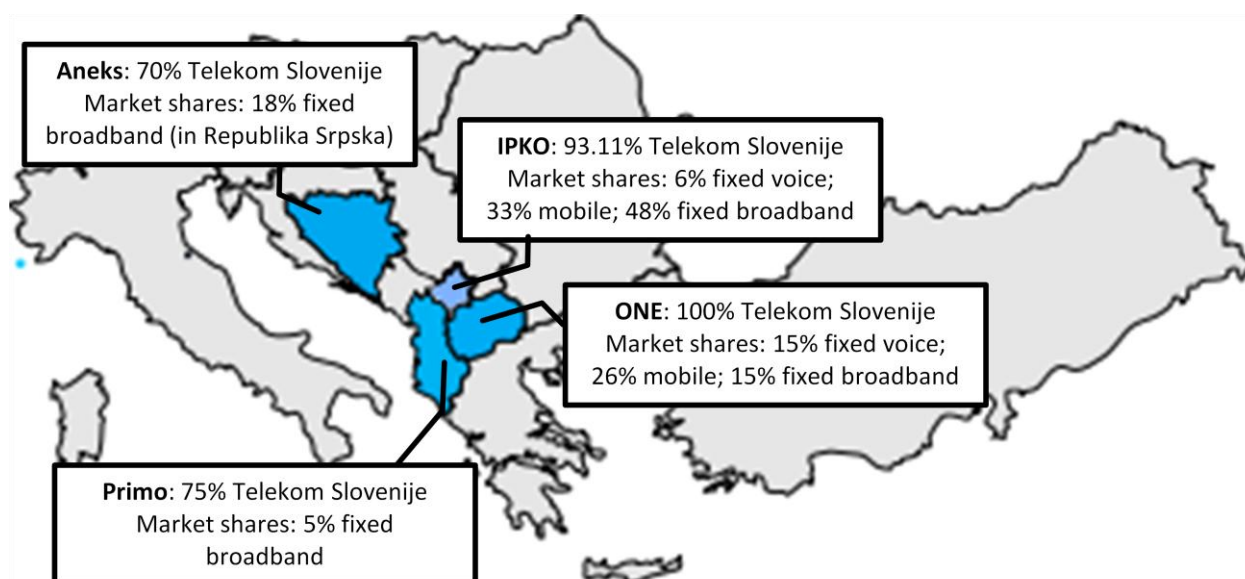 Aneks: 70% Telekom Slovenije
Market shares: 18% fixed
broadband (in Republika Srpska)
IPKO: 93.11% Telekom Slovenije
Market shares: 6% fixed voice;
33% mobile; 48% fixed broadband
ONE: 100% Telekom Slovenije
Market shares: 15% fixed voice;
26% mobile; 15% fixed broadband
Primo: 75% Telekom Slovenije
Market shares: 5% fixed
broadband